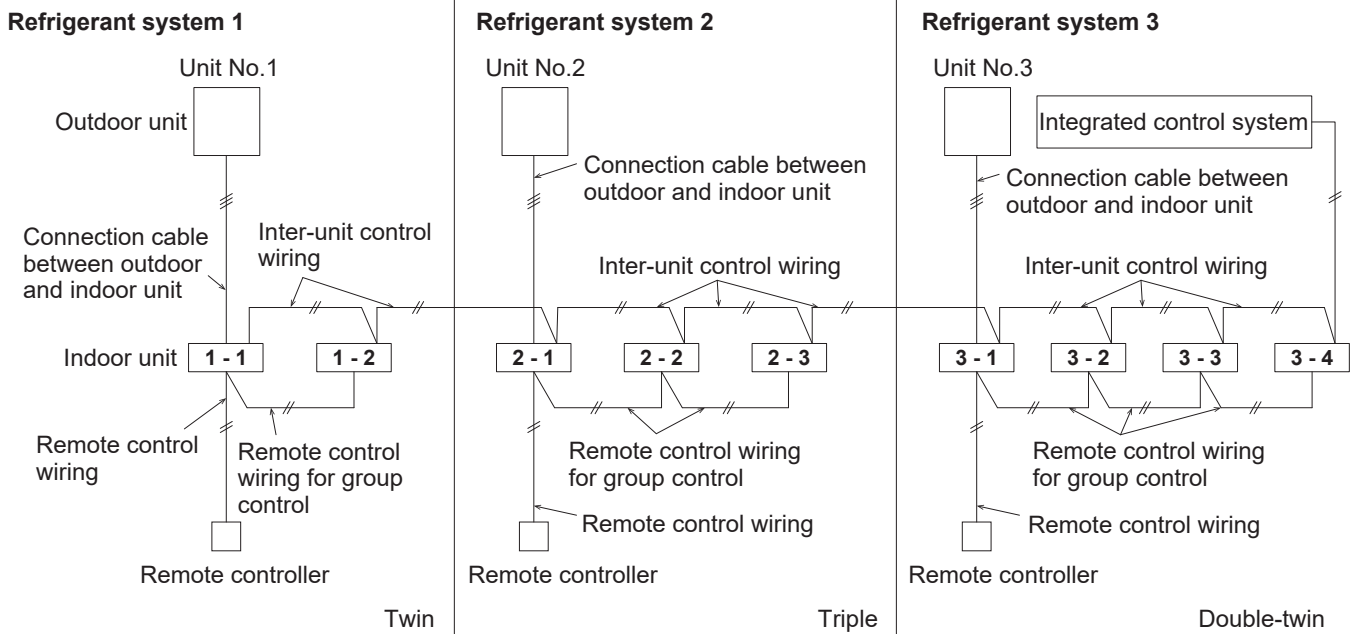 Refrigerant system 1
Unit No.1
Outdoor unit
Connection cable
between outdoor
and indoor unit
Inter-unit control
wiring
Indoor unit
1 - 1
1 - 2
Remote control
wiring
Remote control
wiring for group
control
Remote controller
Twin
Refrigerant system 2
Unit No.2
Connection cable between
outdoor and indoor unit
Inter-unit control wiring
2 - 1
2 - 2
2 - 3
Remote control wiring
for group control
Remote control wiring
Remote controller
Triple
Refrigerant system 3
Unit No.3
Integrated control system
Connection cable between
outdoor and indoor unit
Inter-unit control wiring
3 - 1
3 - 2
3 - 3
3 - 4
Remote control wiring
for group control
Remote control wiring
Remote controller
Double-twin